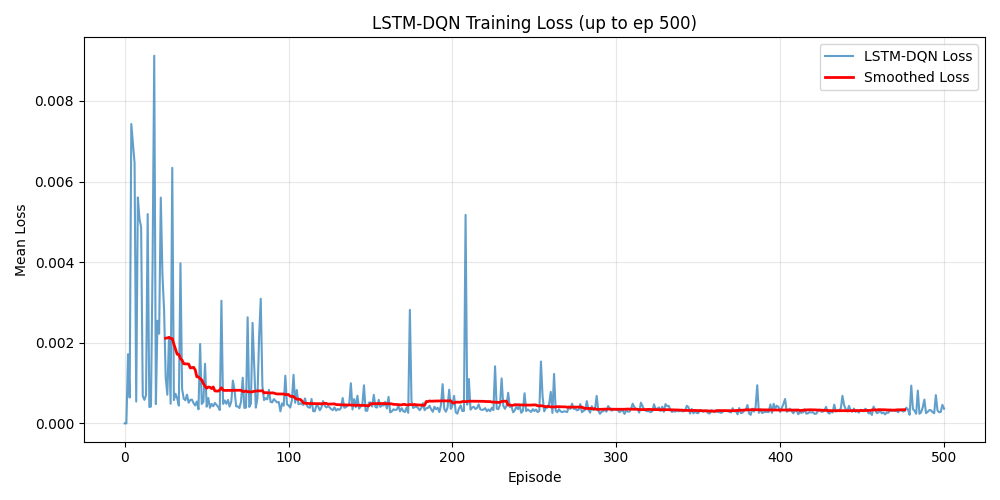 LSTM-DQN Training Loss (up to ep 500)
LSTM-DQN Loss
Smoothed Loss
Mean Loss
0.008
0.006
0.004
0.002
0.000
0 100 200 300 400 500
Episode